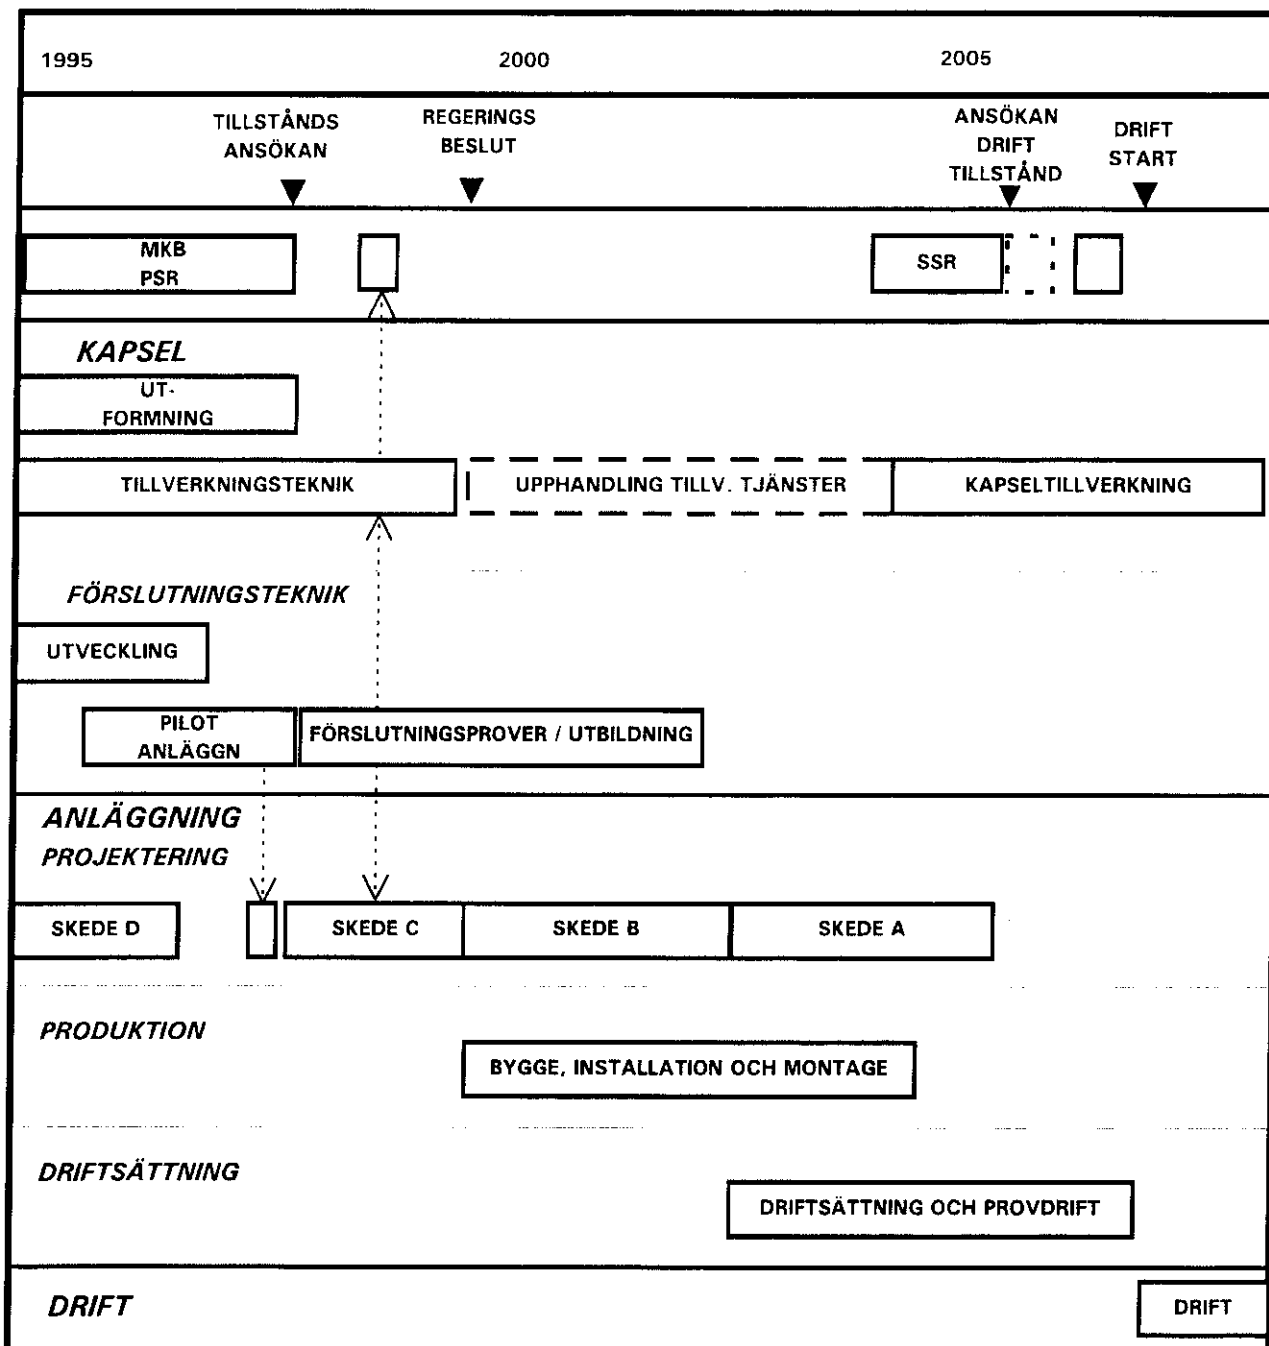 1995 2000 2005
TILLSTÅNDS
ANSÖKAN
REGERINGS
BESLUT
ANSÖKAN
DRIFT
TILLSTÅND
DRIFT
START
MKB
PSR
SSR
KAPSEL
UT-
FORMNING
TILLVERKNINGSTEKNIK
UPPHANDLING TILLV. TJÄNSTER
KAPSELTILLVERKNING
FÖRSLUTNINGSTEKNIK
UTVECKLING
PILOT
ANLÄGGN
FÖRSLUTNINGSPROVER / UTBILDNING
ANLÄGGNING
PROJEKTERING
SKEDE D
SKEDE C
SKEDE B
SKEDE A
PRODUKTION
BYGGE, INSTALLATION OCH MONTAGE
DRIFTSÄTTNING
DRIFTSÄTTNING OCH PROVDRIFT
DRIFT
DRIFT